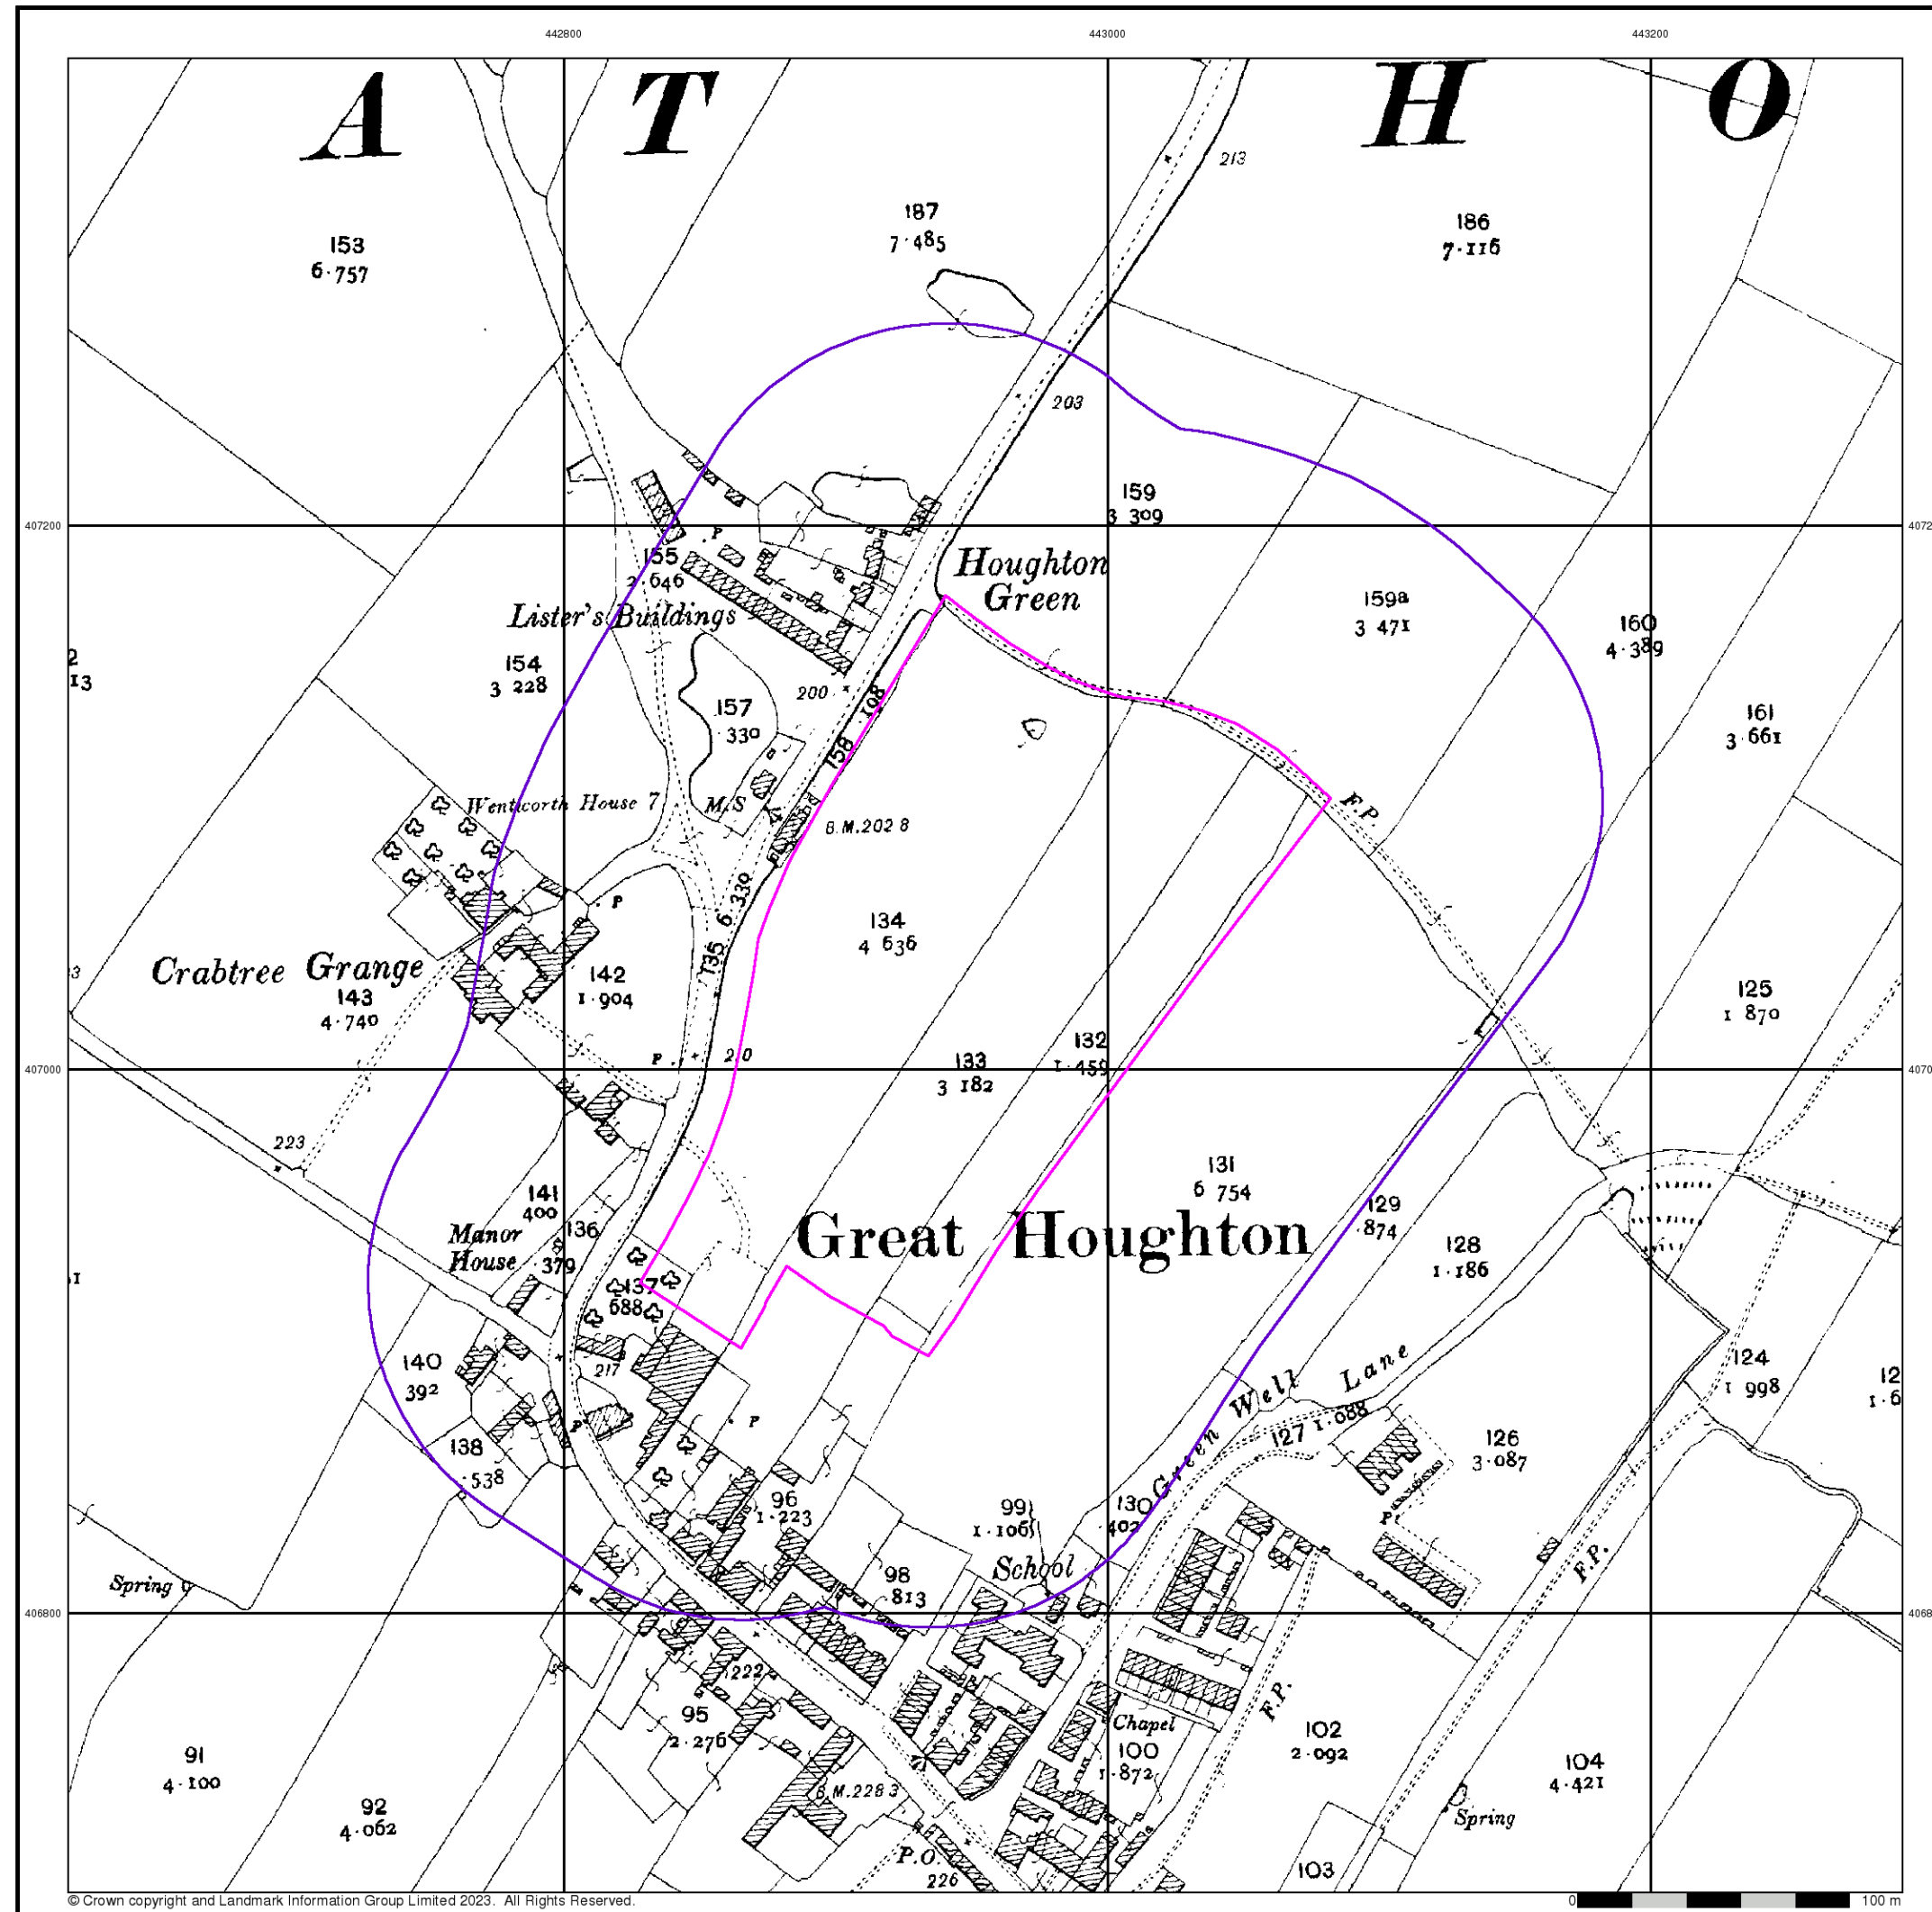 442800
443000
443200
A T H O
213
187
7·485
186
7·116
153
6·757
203
159
3 309
407200
Houghton
Green
155
2·646
Lister's Buildings
159a
3 471
160
4·389
154
3 228
200
158 ·108
157
·330
161
3·661
Wentworth House
M.S
B.M.202 8
F.P.
P
134
4 636
135 6 330
Crabtree Grange
143
4·740
142
1·904
125
1 870
132
1·459
133
3 182
P
407000
223
131
6 754
141
·400
136
·379
Manor
House
Great Houghton
129
·874
128
1·186
137
·688
217
140
·392
124
1 998
Green Well Lane
127 1·088
126
3·087
138
·538
P
P
96
1·223
99
1·106
130
·402
P
School
98
·813
Spring
F.P.
406800
222
95
2·276
F.P.
Chapel
100
1·872
102
2·092
104
4·421
91
4·100
92
4·062
B.M.228 3
Spring
P.O.
226
103
© Crown copyright and Landmark Information Group Limited 2023. All Rights Reserved.
0 100 m